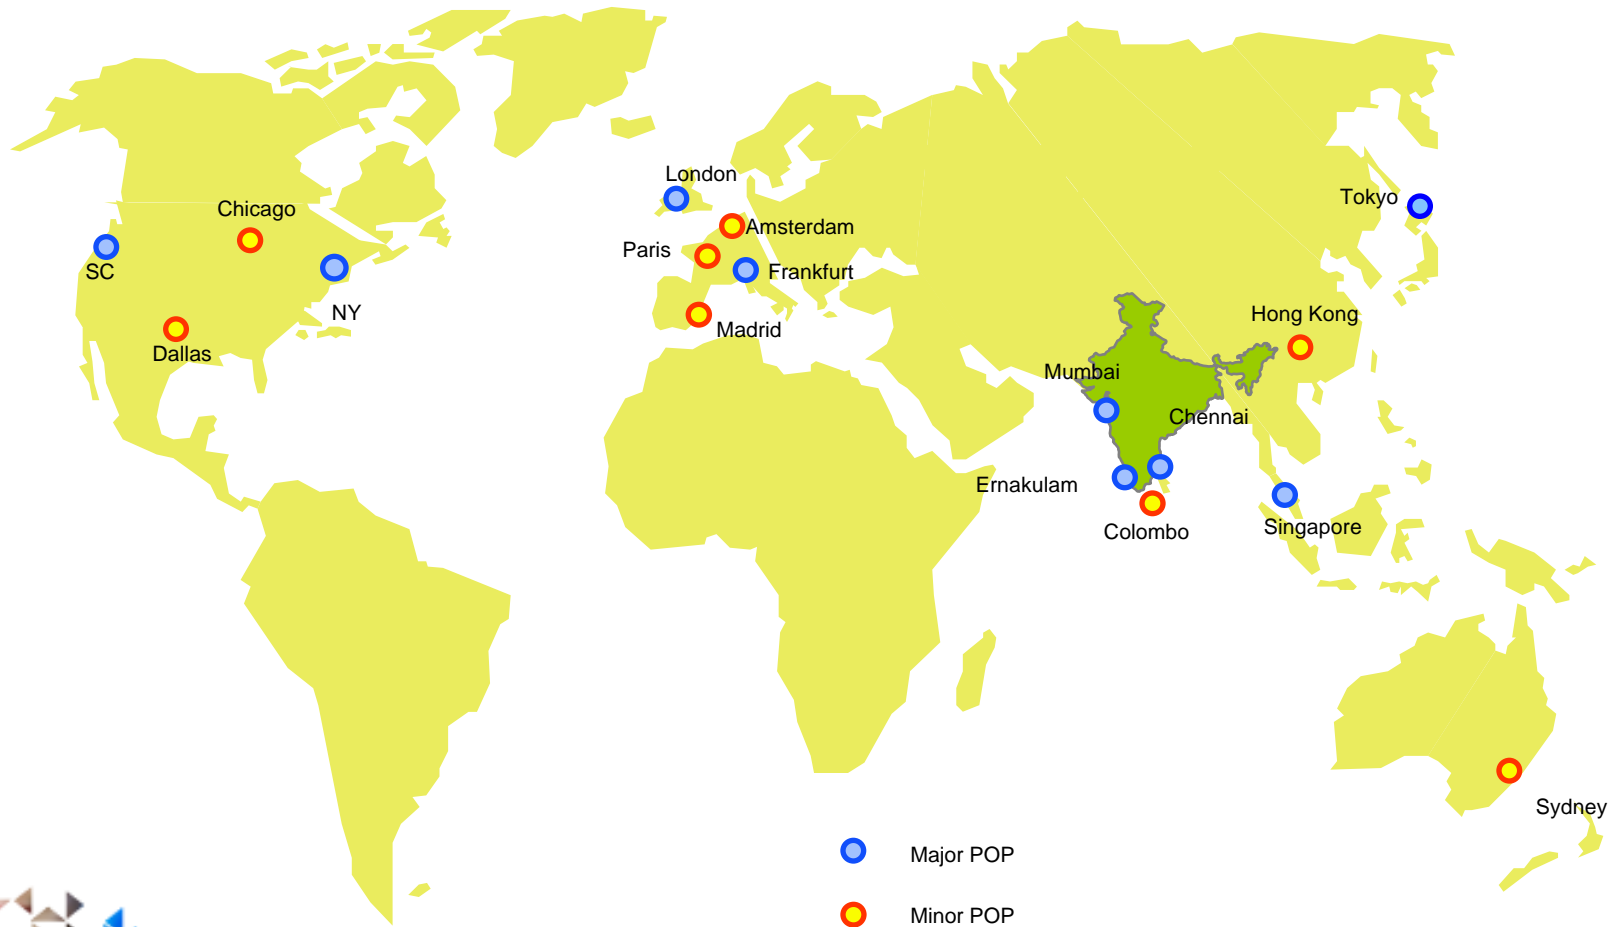 London
Tokyo
Chicago
Amsterdam
Paris
SC
Frankfurt
NY
Hong Kong
Madrid
Dallas
Mumbai
Chennai
Ernakulam
Colombo
Singapore
Sydney
Major POP
Minor POP